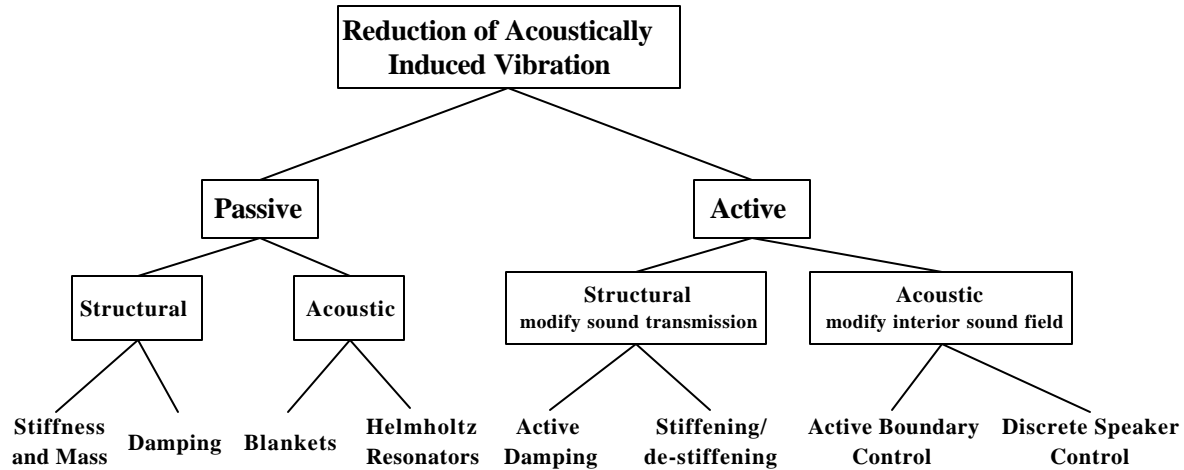 Reduction of Acoustically
Induced Vibration
Passive
Active
Structural
Acoustic
Structural
modify sound transmission
Acoustic
modify interior sound field
Stiffness
and Mass
Damping
Blankets
Helmholtz
Resonators
Active
Damping
Stiffening/
de-stiffening
Active Boundary
Control
Discrete Speaker
Control